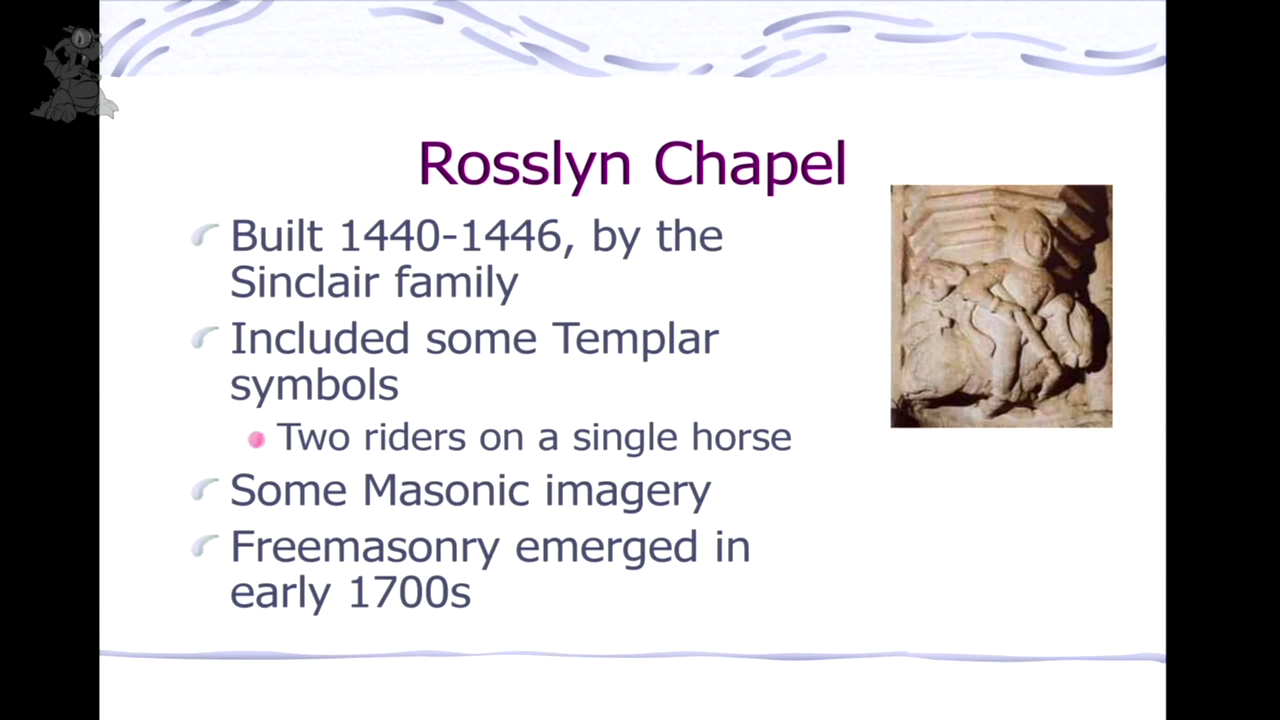 Rosslyn Chapel
Built 1440-1446, by the
Sinclair family
Included some Templar
symbols
Two riders on a single horse
Some Masonic imagery
Freemasonry emerged in
early 1700s